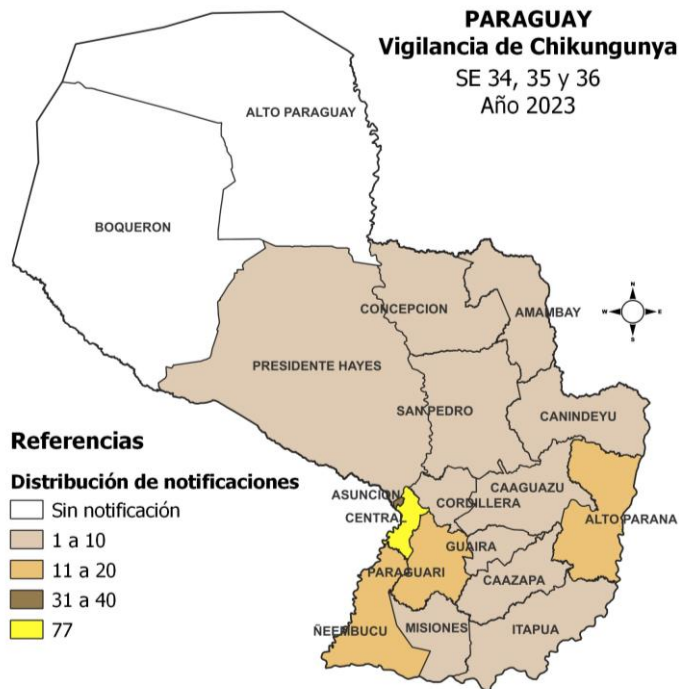 PARAGUAY
Vigilancia de Chikungunya
SE 34, 35 y 36
Año 2023
ALTO PARAGUAY
BOQUERON
N
W
E
S
CONCEPCION
AMAMBAY
PRESIDENTE HAYES
SAN PEDRO
CANINDEYU
ASUNCION
CENTRAL
CORDILLERA
CAAGUAZU
ALTO PARANA
GUAIRA
PARAGUARI
CAAZAPA
ÑEEMBUCU
MISIONES
ITAPUA
Referencias
Distribución de notificaciones
Sin notificación
1 a 10
11 a 20
31 a 40
77